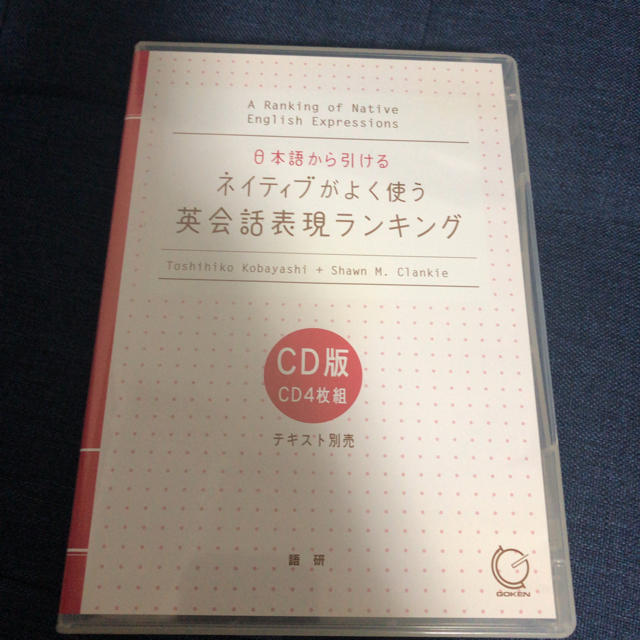 A Ranking of Native
English Expressions
日本語から引ける
ネイティブがよく使う
英会話表現ランキング
Toshihiko Kobayashi + Shawn M. Clankie
CD版
CD4枚組
テキスト別売
語研
GOKEN